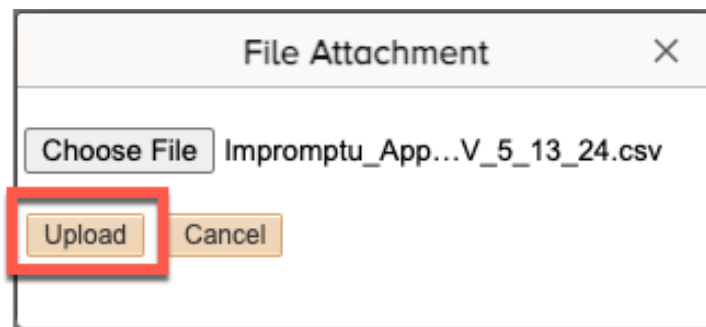 File Attachment
Choose File Impromptu_App...V_5_13_24.csv
Upload Cancel